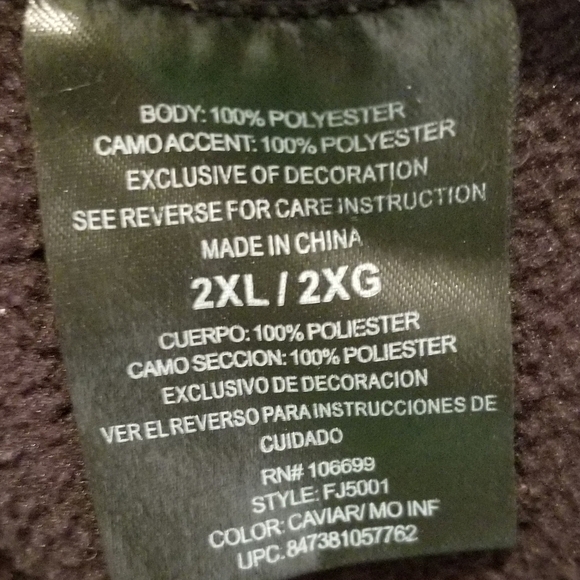 BODY: 100% POLYESTER
CAMO ACCENT: 100% POLYESTER
EXCLUSIVE OF DECORATION
SEE REVERSE FOR CARE INSTRUCTION
MADE IN CHINA
2XL / 2XG
CUERPO: 100% POLIESTER
CAMO SECCION: 100% POLIESTER
EXCLUSIVO DE DECORACION
VER EL REVERSO PARA INSTRUCCIONES DE
CUIDADO
RN# 106699
STYLE: FJ5001
COLOR: CAVIAR/ MO INF
UPC. 847381057762